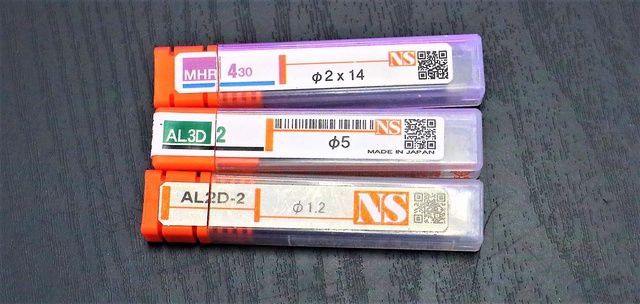 MHR 430 NS
φ2 x 14
AL3D 2 NS
φ5
MADE IN JAPAN
AL2D-2 φ1.2 NS